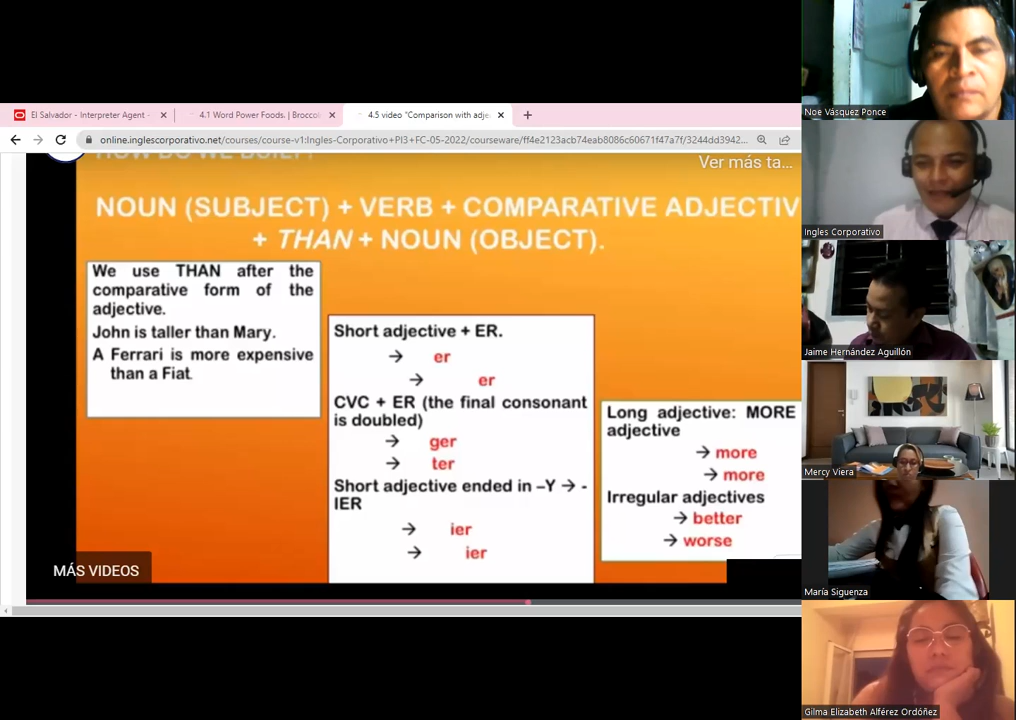 El Salvador - Interpreter Agent -
4.1 Word Power Foods. | Broccol
4.5 video "Comparison with adje
online.inglescorporativo.net/courses/course-v1:Ingles-Corporativo+PI3+FC-05-2022/courseware/ff4e2123acb74eab8086c60671f47a7f/3244dd3942...
HOW DO WE BUILT?
Ver más ta...
NOUN (SUBJECT) + VERB + COMPARATIVE ADJECTIV
+ THAN + NOUN (OBJECT).
We use THAN after the
comparative form of the
adjective.
John is taller than Mary.
A Ferrari is more expensive
than a Fiat.
Short adjective + ER.
→ er
→ er
CVC + ER (the final consonant
is doubled)
→ ger
→ ter
Short adjective ended in –Y → -
IER
→ ier
→ ier
Long adjective: MORE
adjective
→ more
→ more
Irregular adjectives
→ better
→ worse
MÁS VIDEOS
Noe Vásquez Ponce
Ingles Corporativo
Jaime Hernández Aguillón
Mercy Viera
María Siguenza
Gilma Elizabeth Alférez Ordóñez